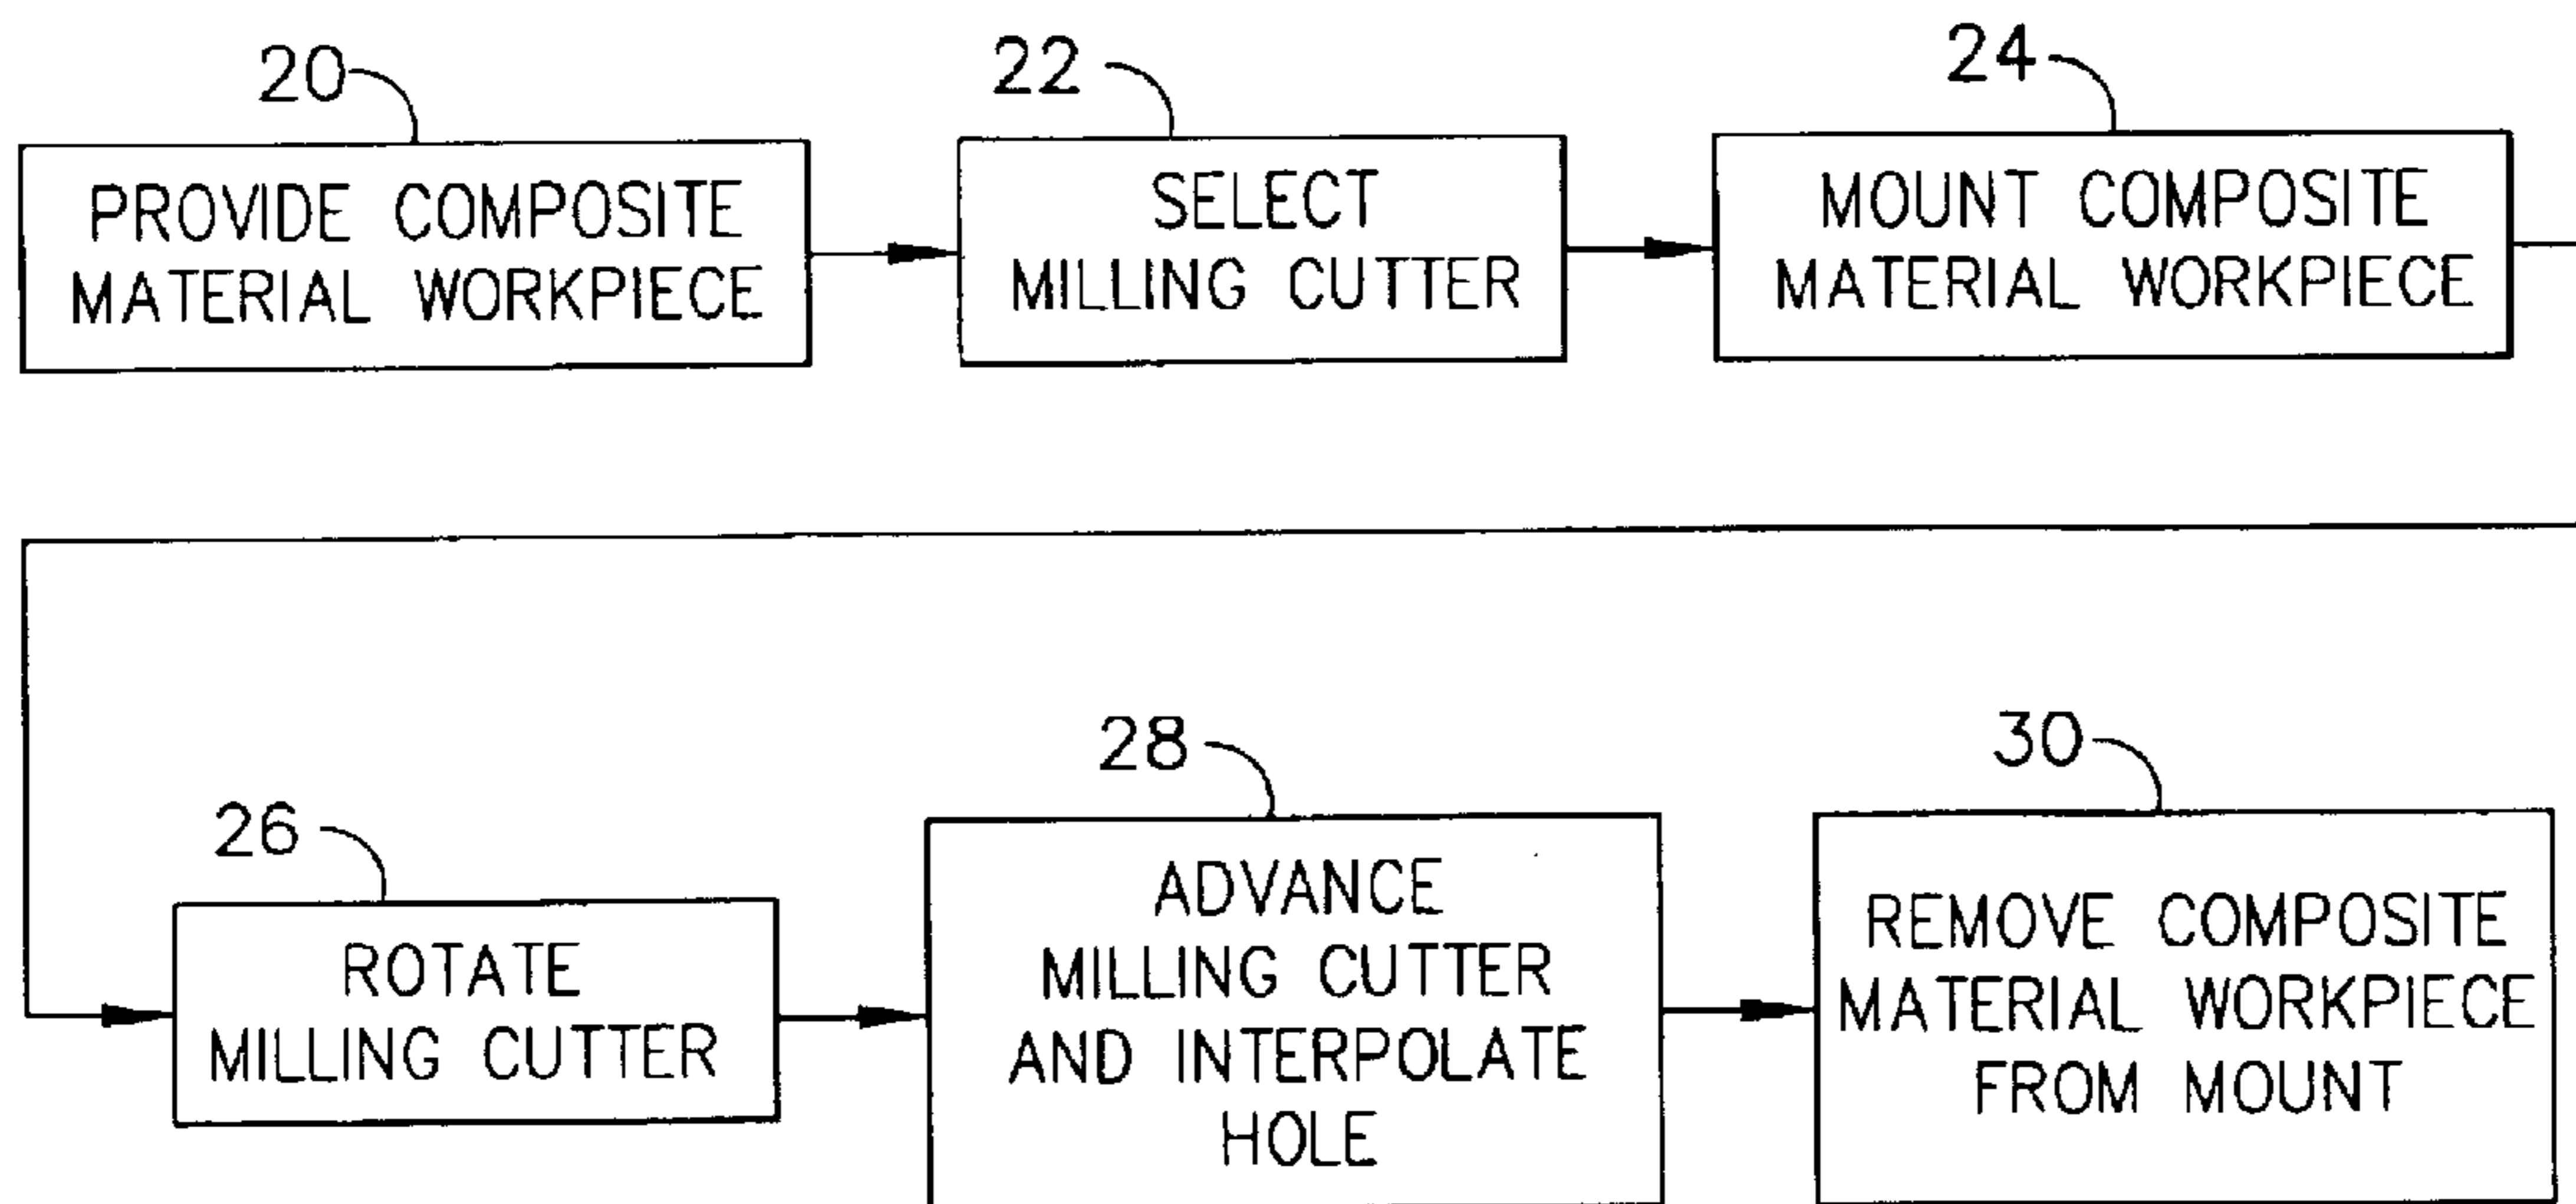 20
PROVIDE COMPOSITE
MATERIAL WORKPIECE
22
SELECT
MILLING CUTTER
24
MOUNT COMPOSITE
MATERIAL WORKPIECE
26
ROTATE
MILLING CUTTER
28
ADVANCE
MILLING CUTTER
AND INTERPOLATE
HOLE
30
REMOVE COMPOSITE
MATERIAL WORKPIECE
FROM MOUNT